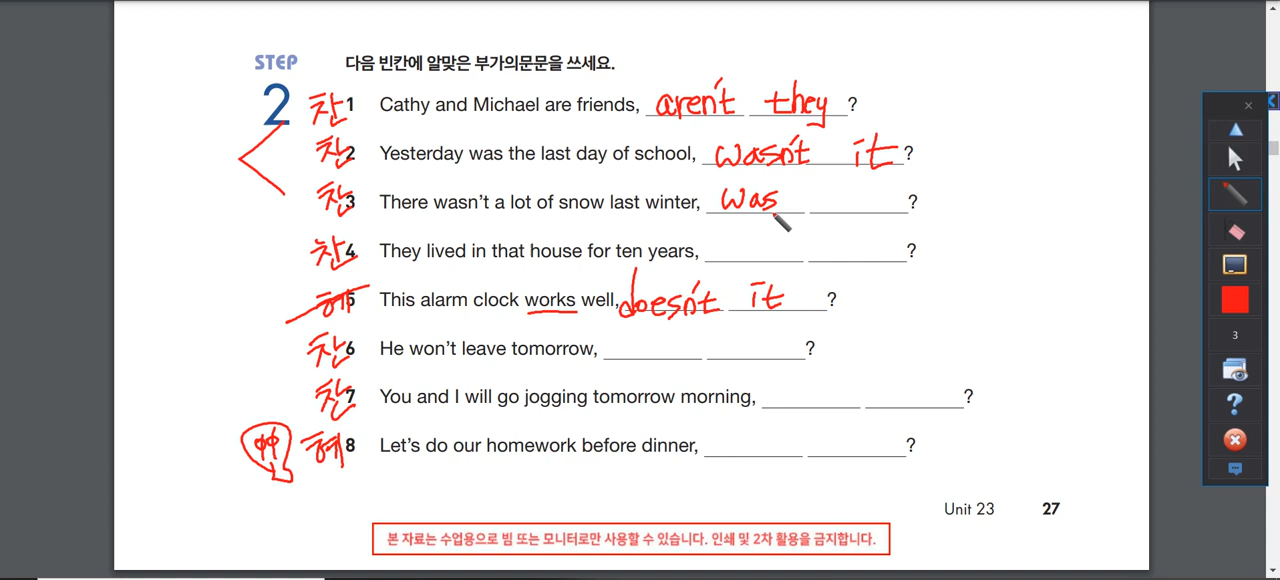 STEP 다음 빈칸에 알맞은 부가의문문을 쓰세요.
2
찬 1 Cathy and Michael are friends, aren't they ?
찬 2 Yesterday was the last day of school, wasn't it ?
찬 3 There wasn't a lot of snow last winter, was ?
찬 4 They lived in that house for ten years, ?
혜 5 This alarm clock works well, doesn't it ?
찬 6 He won't leave tomorrow, ?
찬 7 You and I will go jogging tomorrow morning, ?
혜 8 Let's do our homework before dinner, ?
Unit 23 27
본 자료는 수업용으로 빔 또는 모니터로만 사용할 수 있습니다. 인쇄 및 2차 활용을 금지합니다.
3